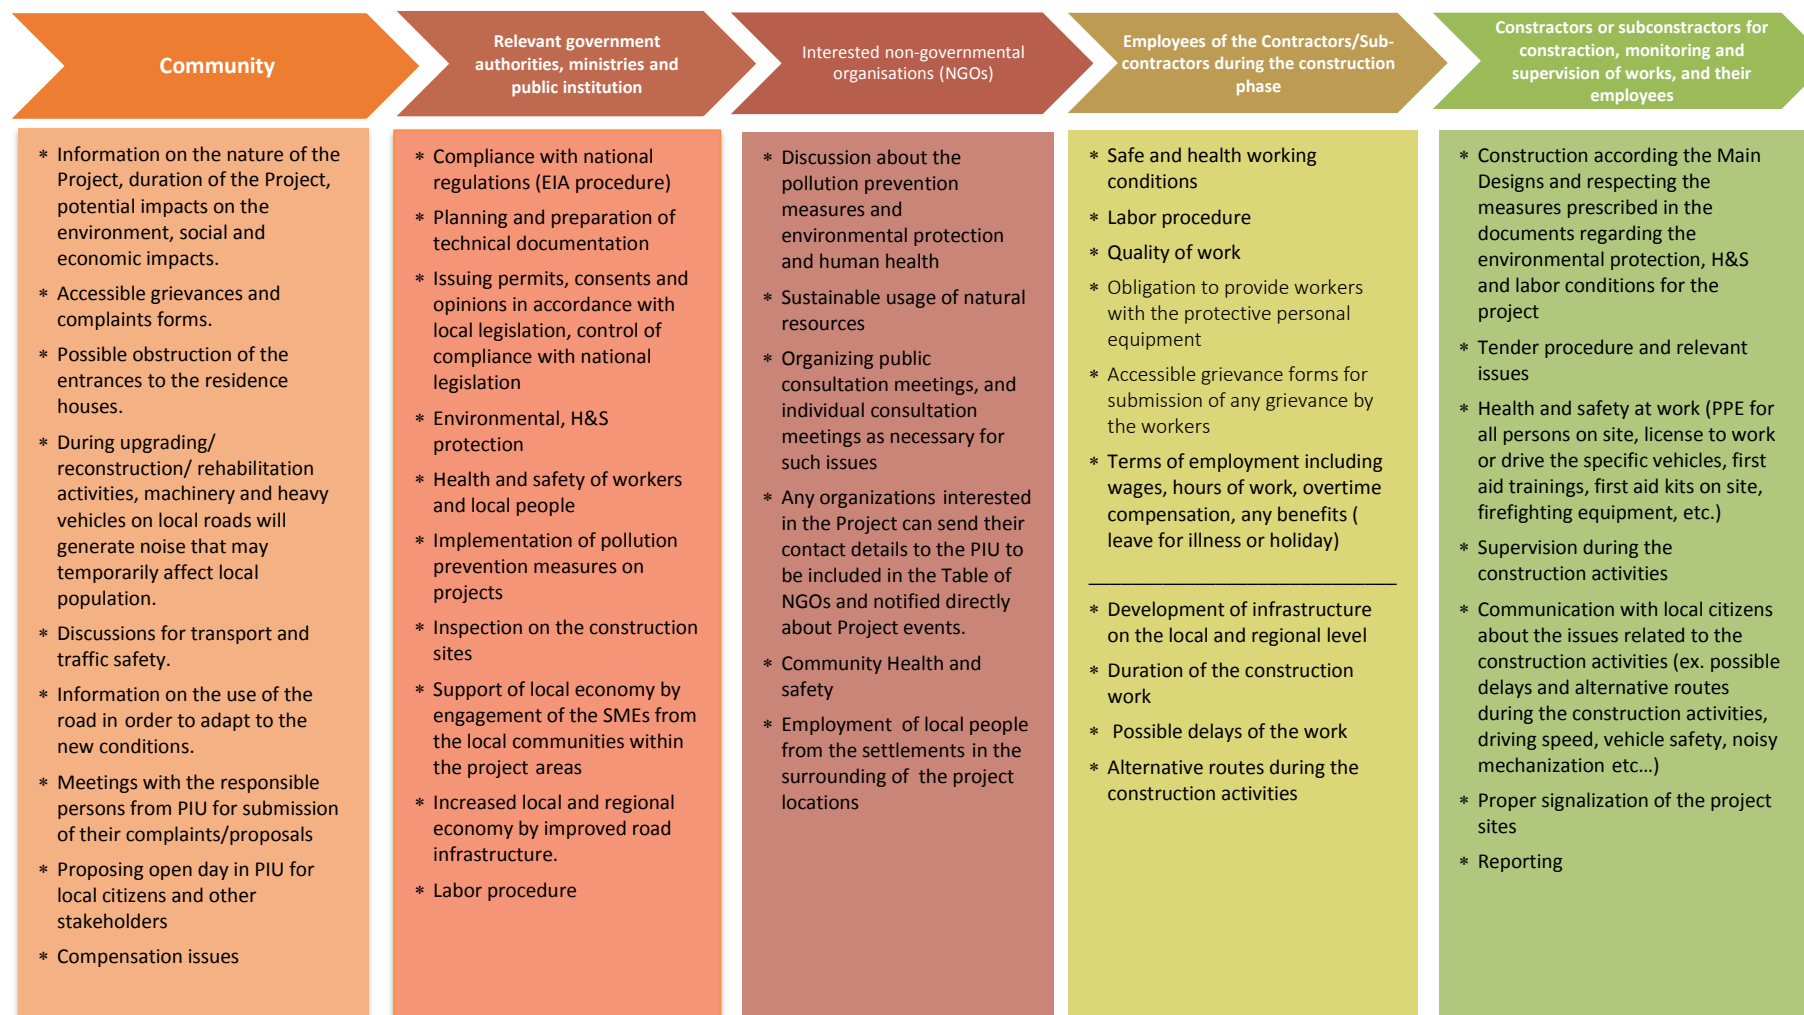 Community
Relevant government
authorities, ministries and
public institution
Interested non-governmental
organisations (NGOs)
Employees of the Contractors/Sub-
contractors during the construction
phase
Constractors or subconstractors for
constraction, monitoring and
supervision of works, and their
employees
* Information on the nature of the
Project, duration of the Project,
potential impacts on the
environment, social and
economic impacts.
* Accessible grievances and
complaints forms.
* Possible obstruction of the
entrances to the residence
houses.
* During upgrading/
reconstruction/ rehabilitation
activities, machinery and heavy
vehicles on local roads will
generate noise that may
temporarily affect local
population.
* Discussions for transport and
traffic safety.
* Information on the use of the
road in order to adapt to the
new conditions.
* Meetings with the responsible
persons from PIU for submission
of their complaints/proposals
* Proposing open day in PIU for
local citizens and other
stakeholders
* Compensation issues
* Compliance with national
regulations (EIA procedure)
* Planning and preparation of
technical documentation
* Issuing permits, consents and
opinions in accordance with
local legislation, control of
compliance with national
legislation
* Environmental, H&S
protection
* Health and safety of workers
and local people
* Implementation of pollution
prevention measures on
projects
* Inspection on the construction
sites
* Support of local economy by
engagement of the SMEs from
the local communities within
the project areas
* Increased local and regional
economy by improved road
infrastructure.
* Labor procedure
* Discussion about the
pollution prevention
measures and
environmental protection
and human health
* Sustainable usage of natural
resources
* Organizing public
consultation meetings, and
individual consultation
meetings as necessary for
such issues
* Any organizations interested
in the Project can send their
contact details to the PIU to
be included in the Table of
NGOs and notified directly
about Project events.
* Community Health and
safety
* Employment of local people
from the settlements in the
surrounding of the project
locations
* Safe and health working
conditions
* Labor procedure
* Quality of work
* Obligation to provide workers
with the protective personal
equipment
* Accessible grievance forms for
submission of any grievance by
the workers
* Terms of employment including
wages, hours of work, overtime
compensation, any benefits (
leave for illness or holiday)
* Development of infrastructure
on the local and regional level
* Duration of the construction
work
* Possible delays of the work
* Alternative routes during the
construction activities
* Construction according the Main
Designs and respecting the
measures prescribed in the
documents regarding the
environmental protection, H&S
and labor conditions for the
project
* Tender procedure and relevant
issues
* Health and safety at work (PPE for
all persons on site, license to work
or drive the specific vehicles, first
aid trainings, first aid kits on site,
firefighting equipment, etc.)
* Supervision during the
construction activities
* Communication with local citizens
about the issues related to the
construction activities (ex. possible
delays and alternative routes
during the construction activities,
driving speed, vehicle safety, noisy
mechanization etc...)
* Proper signalization of the project
sites
* Reporting